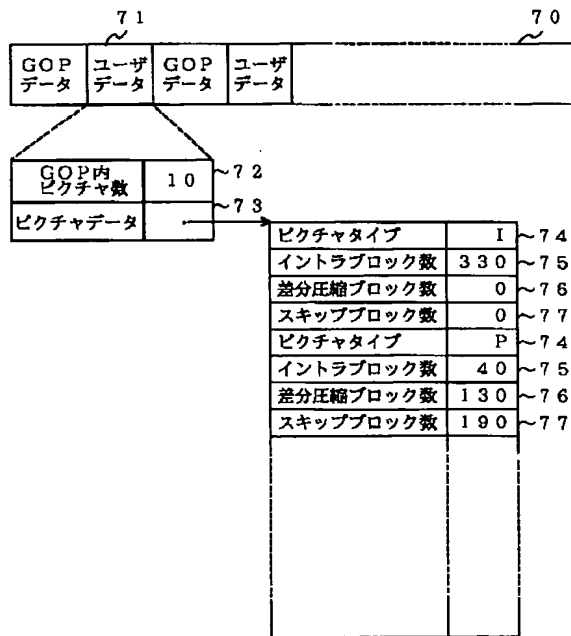 71
70
GOP
データ
ユーザ
データ
GOP
データ
ユーザ
データ
GOP内
ピクチャ数
10
~72
~73
ピクチャデータ
ピクチャタイプ I ~74
イントラブロック数 330 ~75
差分圧縮ブロック数 0 ~76
スキップブロック数 0 ~77
ピクチャタイプ P ~74
イントラブロック数 40 ~75
差分圧縮ブロック数 130 ~76
スキップブロック数 190 ~77